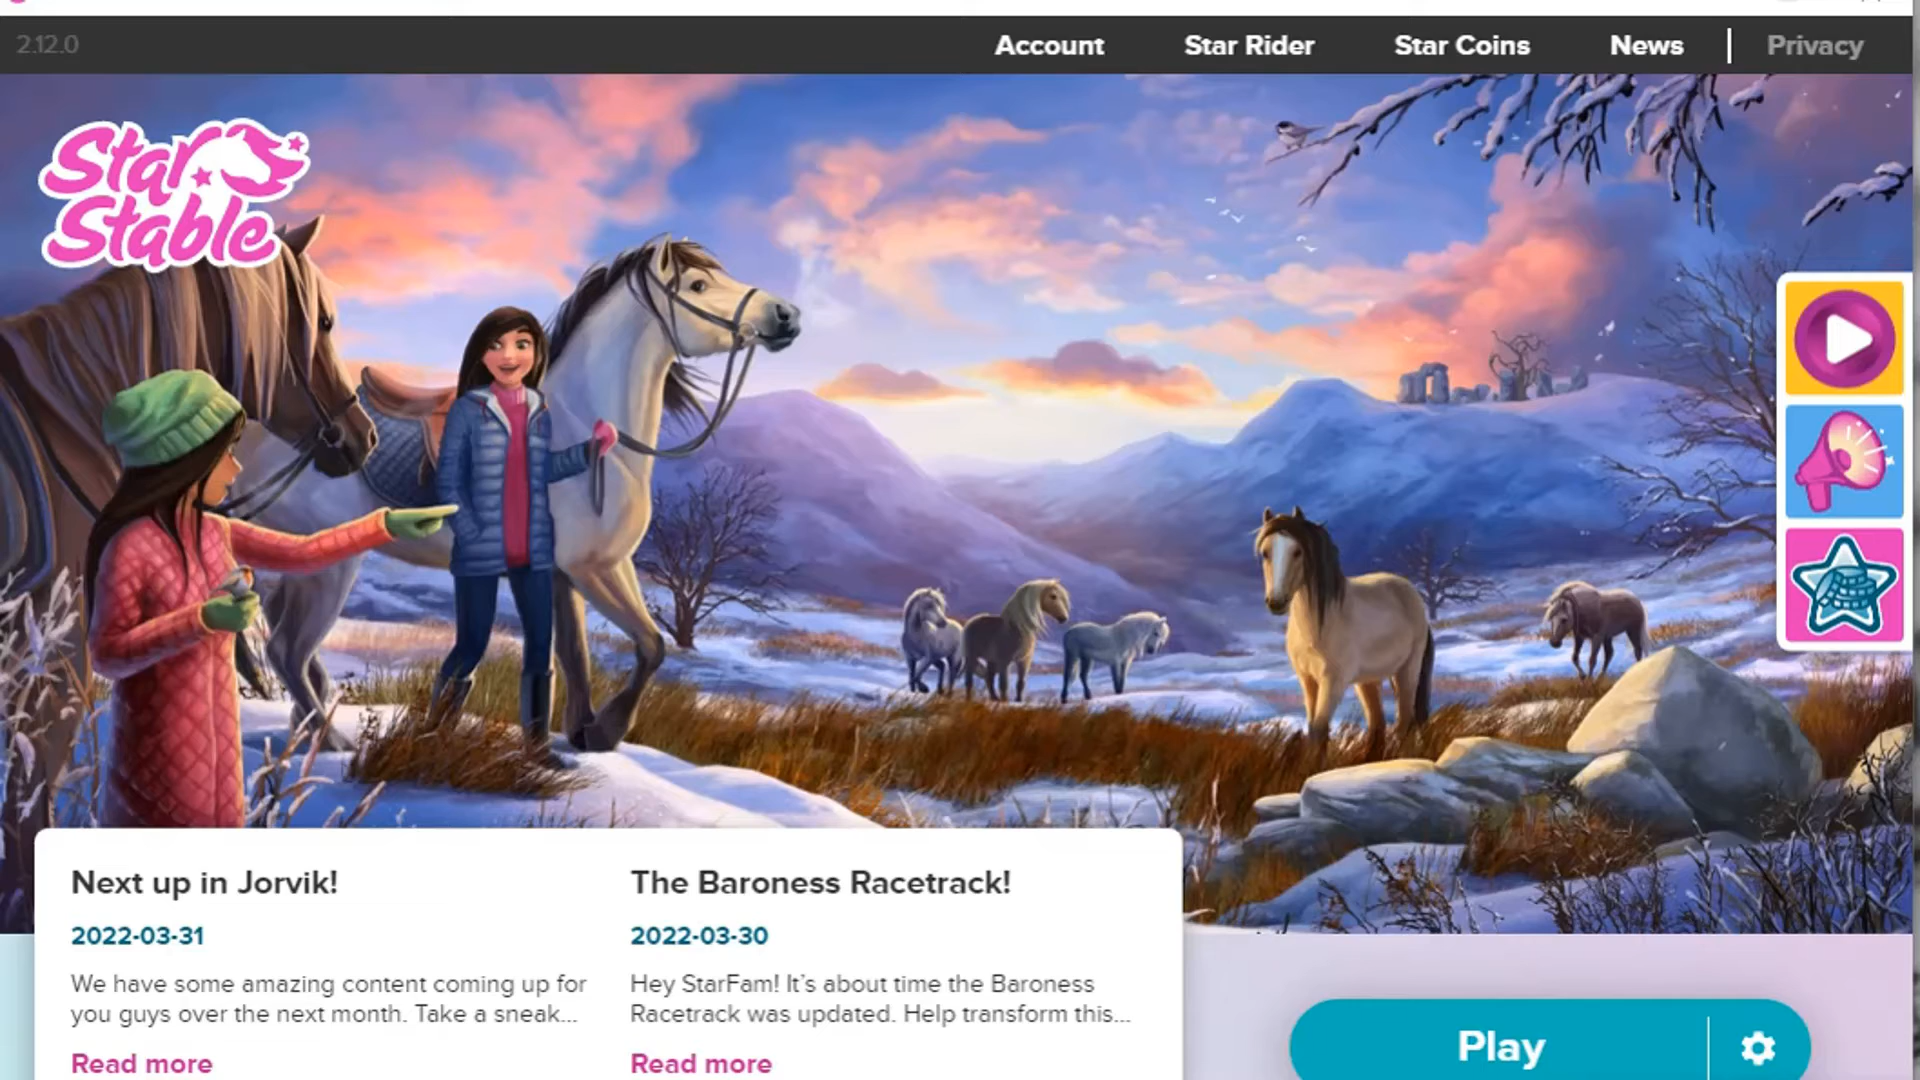 2.12.0
Account Star Rider Star Coins News Privacy
Star
Stable
Next up in Jorvik!
2022-03-31
We have some amazing content coming up for
you guys over the next month. Take a sneak...
Read more
The Baroness Racetrack!
2022-03-30
Hey StarFam! It's about time the Baroness
Racetrack was updated. Help transform this...
Read more
Play